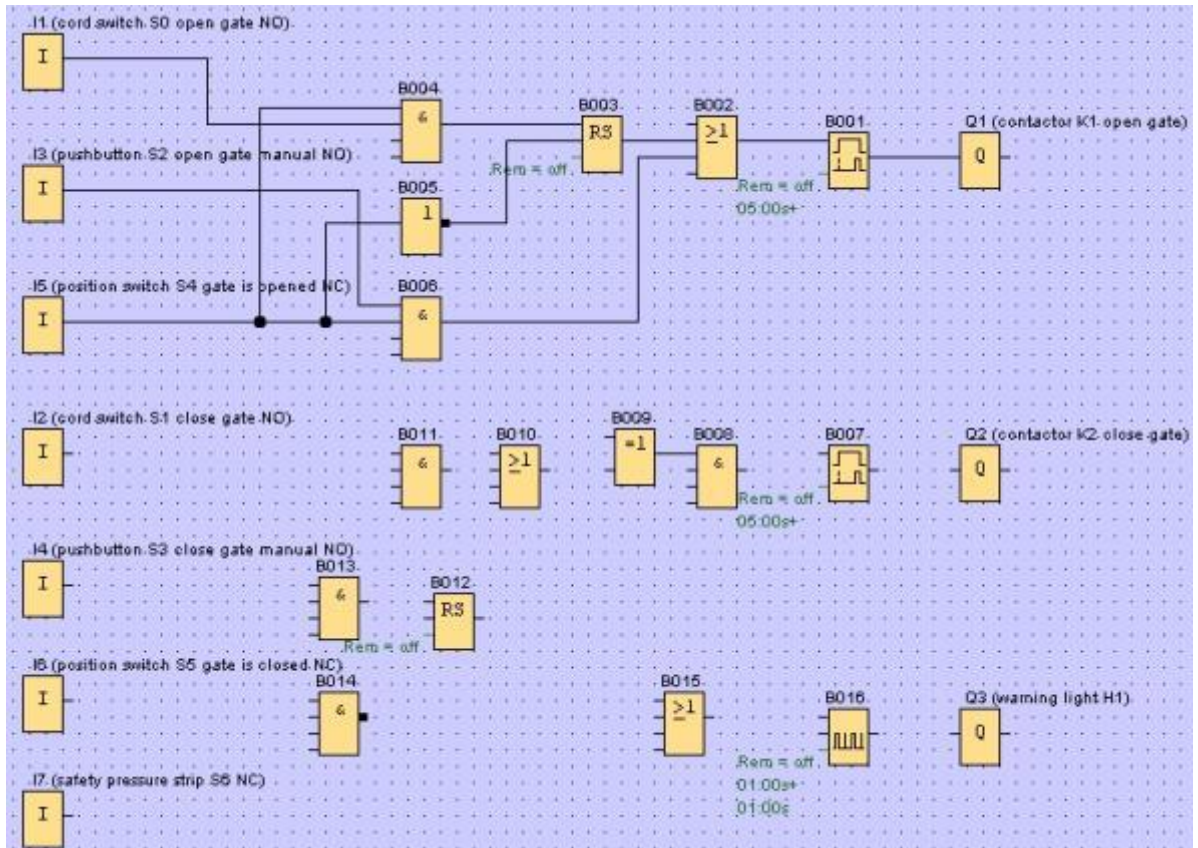 I1 (cord switch S0 open gate NO)
I
B004
&
B003
RS
Rem = off
B002
≥1
B001
Rem = off
05:00s+
Q1 (contactor K1 open gate)
Q
I3 (pushbutton S2 open gate manual NO)
I
B005
1
I5 (position switch S4 gate is opened NC)
I
B006
&
I2 (cord switch S1 close gate NO)
I
B011
&
B010
≥1
B009
=1
B008
&
B007
Rem = off
05:00s+
Q2 (contactor K2 close gate)
Q
I4 (pushbutton S3 close gate manual NO)
I
B013
&
B012
RS
Rem = off
I6 (position switch S5 gate is closed NC)
I
B014
&
B015
≥1
B016
Rem = off
01:00s+
01:00s
Q3 (warning light H1)
Q
I7 (safety pressure strip S6 NC)
I